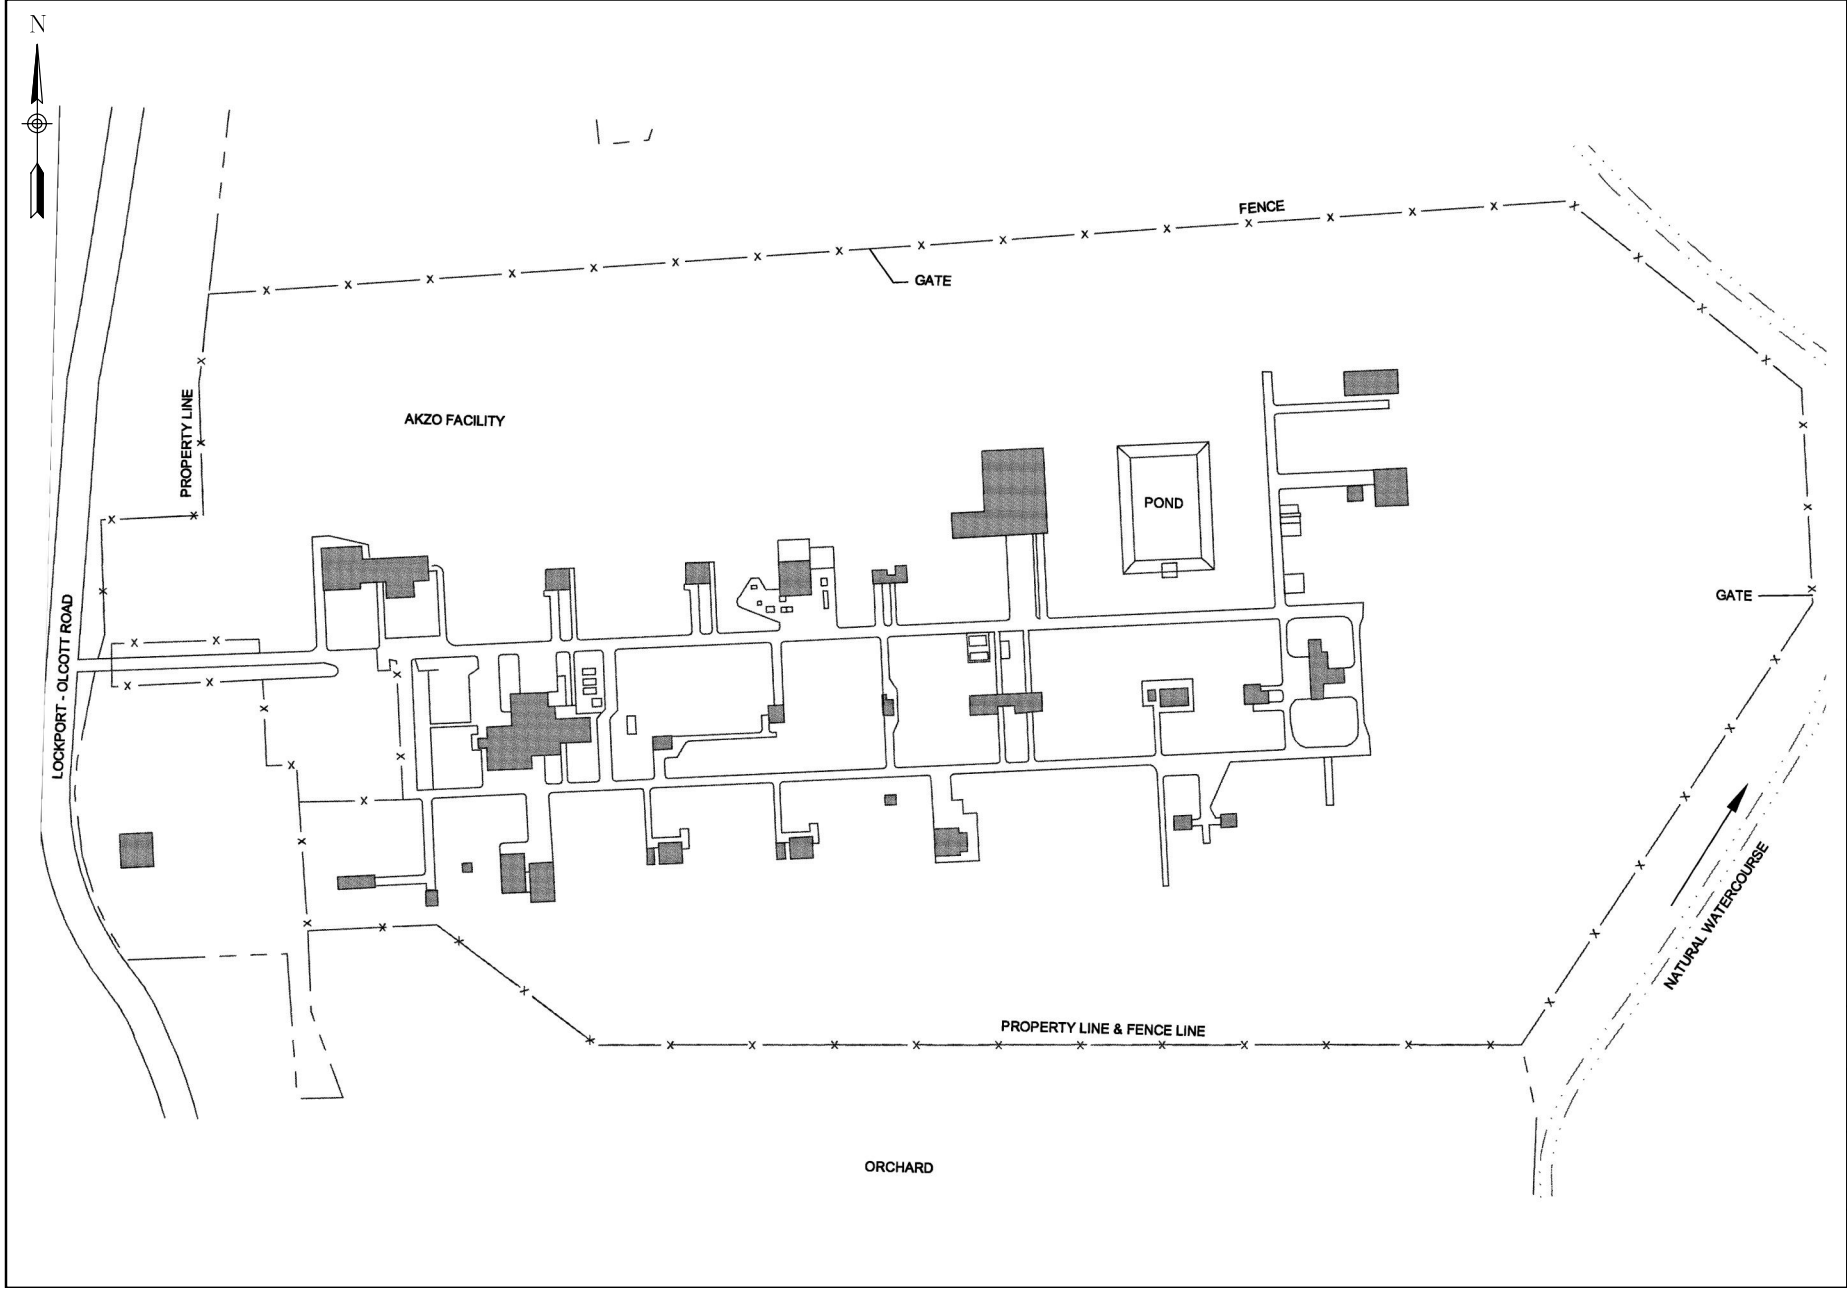 N
FENCE
GATE
PROPERTY LINE
AKZO FACILITY
POND
GATE
LOCKPORT - OLCOTT ROAD
NATURAL WATERCOURSE
PROPERTY LINE & FENCE LINE
ORCHARD